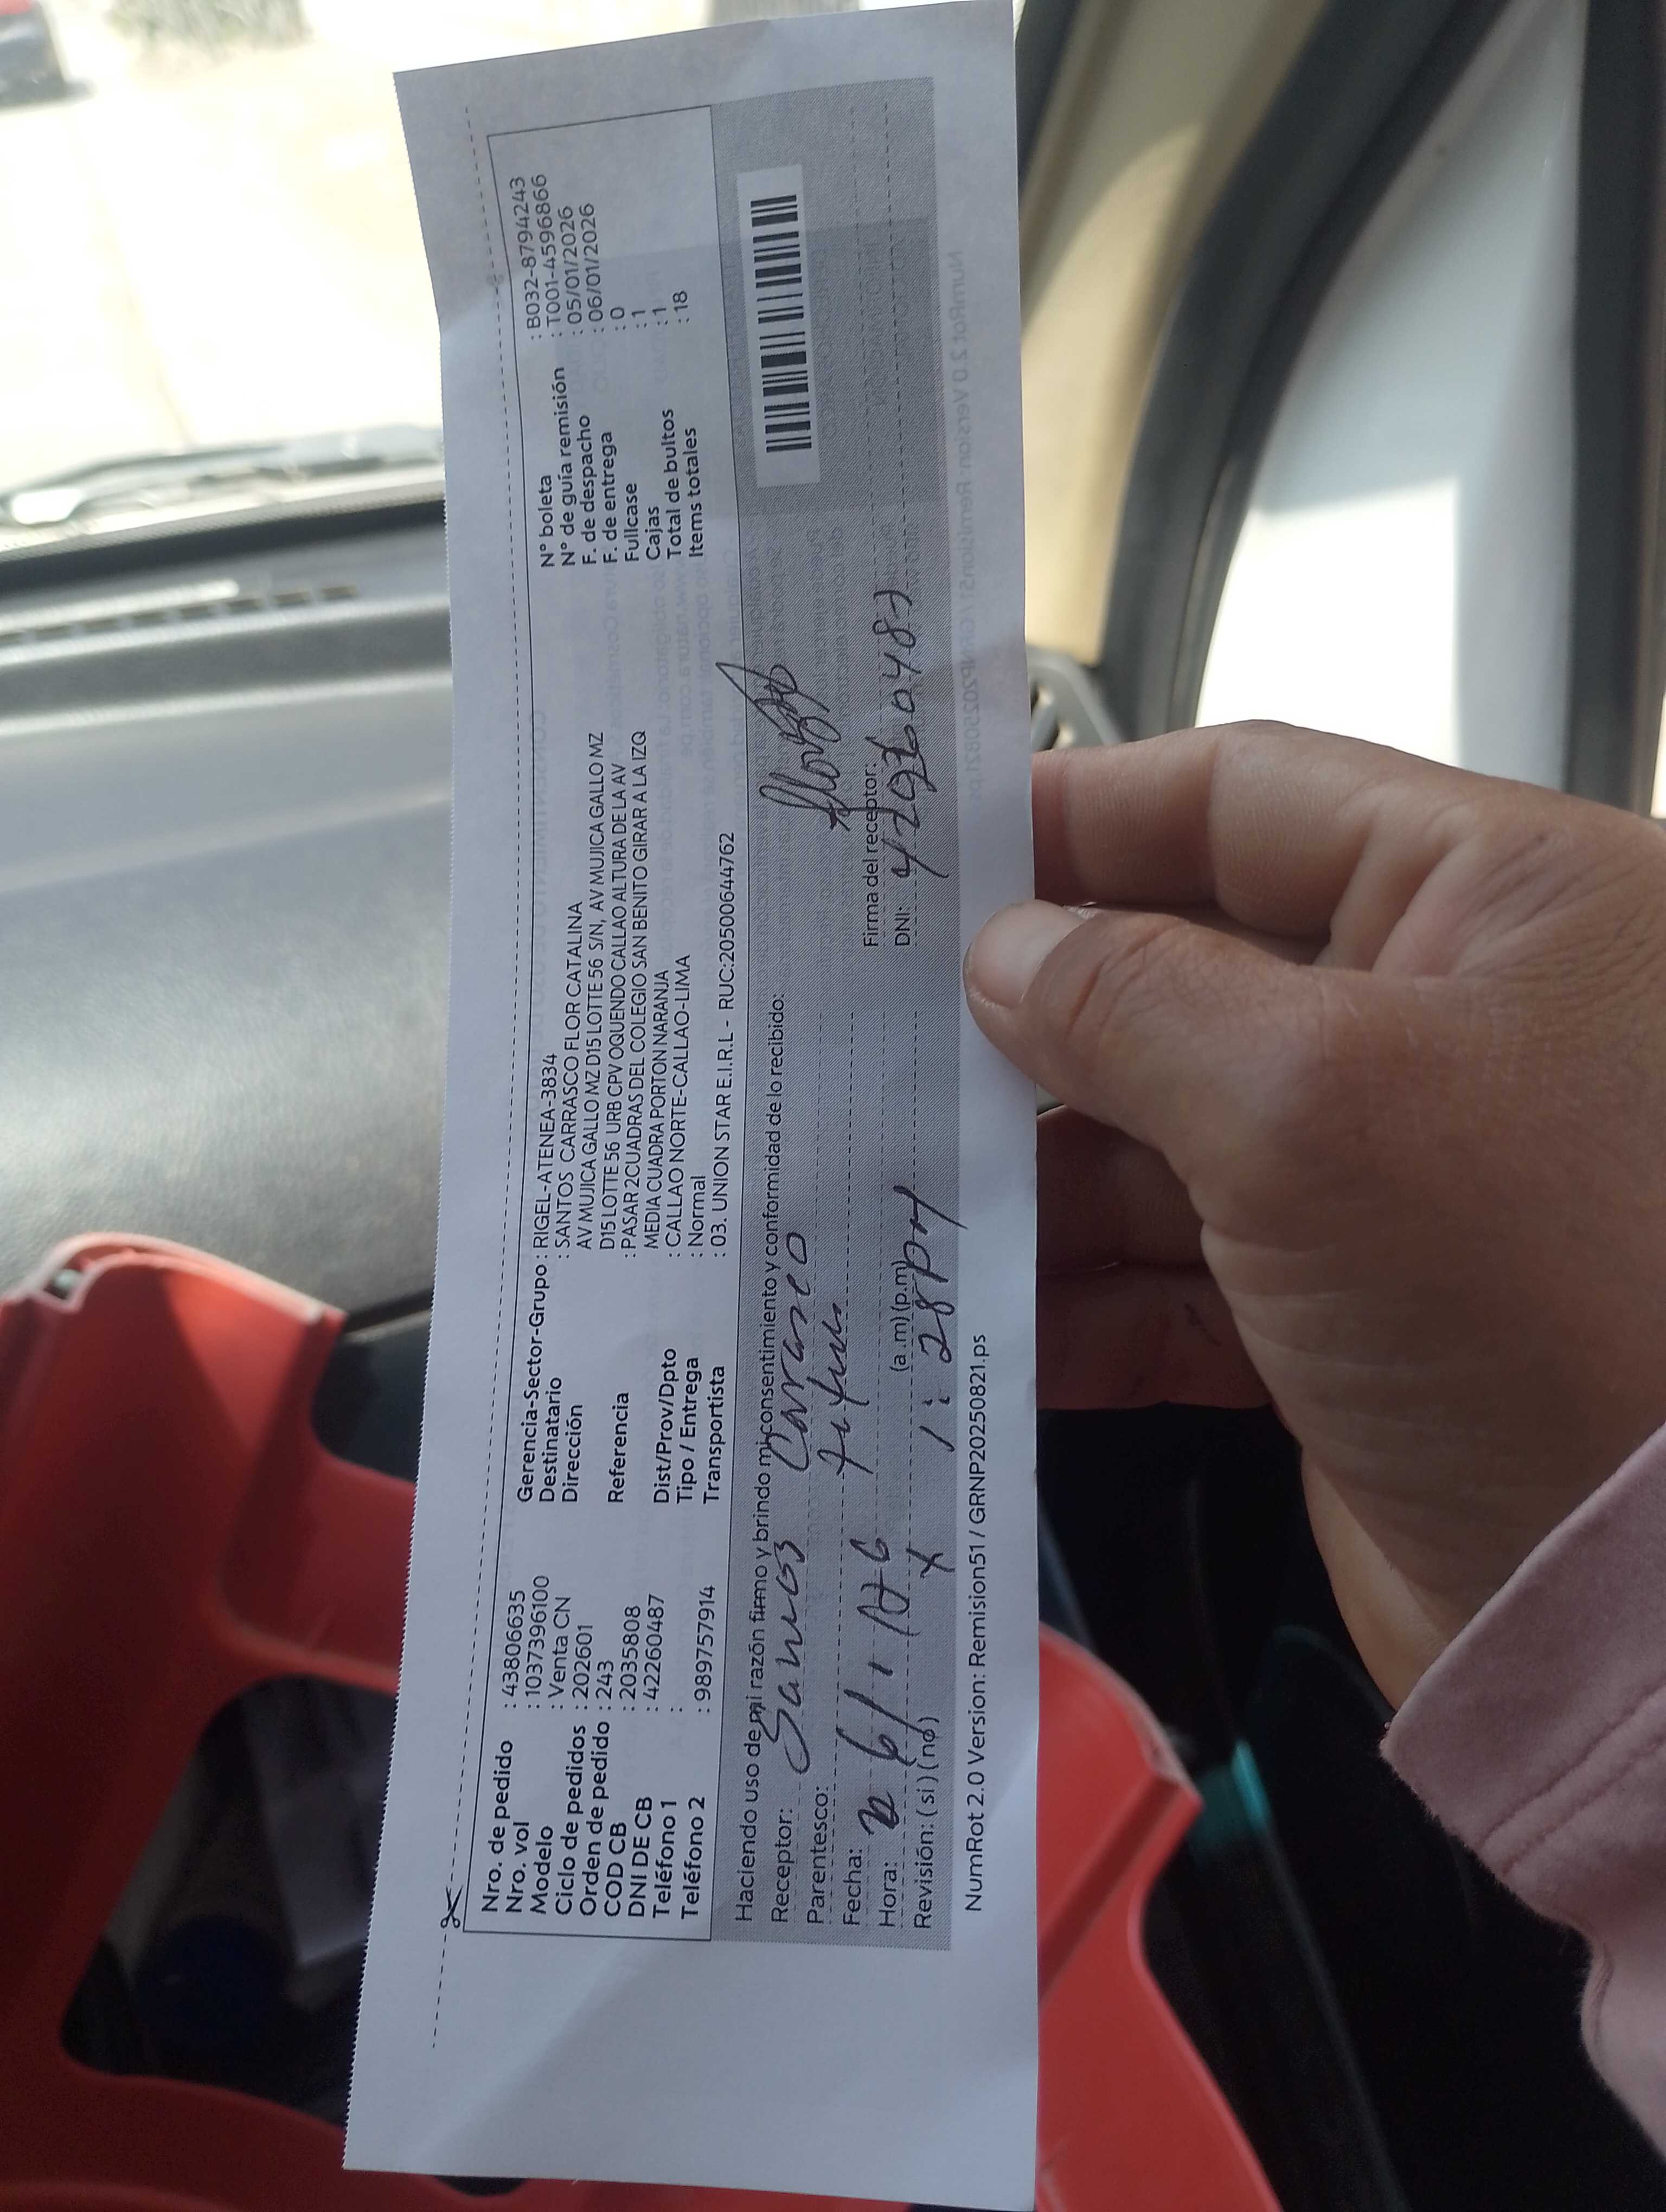 Nro. de pedido : 43806635
Nro. vol : 1037396100
Modelo : Venta CN
Ciclo de pedidos : 202601
Orden de pedido : 243
COD CB : 2035808
DNI DE CB : 42260487
Teléfono 1 :
Teléfono 2 : 989757914
Gerencia-Sector-Grupo : RIGEL-ATENEA-3834
Destinatario : SANTOS CARRASCO FLOR CATALINA
Dirección AV MUJICA GALLO MZ D15 LOTTE 56 S/N, AV MUJICA GALLO MZ
D15 LOTTE 56 URB CPV OQUENDO CALLAO ALTURA DE LA AV
Referencia : PASAR 2CUADRAS DEL COLEGIO SAN BENITO GIRAR A LA IZQ
MEDIA CUADRA PORTON NARANJA
Dist/Prov/Dpto : CALLAO NORTE-CALLAO-LIMA
Tipo / Entrega : Normal
Transportista : 03. UNION STAR E.I.R.L - RUC:20500644762
N° boleta : B032-8794243
N° de guía remisión : T001-4596866
F. de despacho : 05/01/2026
F. de entrega : 06/01/2026
Fullcase : 0
Cajas : 1
Total de bultos : 1
Items totales : 18
Haciendo uso de mi razón firmo y brindo mi consentimiento y conformidad de lo recibido:
Receptor: Santos Carasco
Parentesco:
Fecha: 6/1
Hora: (a.m) (p.m) 1:28pm
Revisión: (si) (no) x
Firma del receptor:
DNI: 42260487
NumRot 2.0 Version: Remision51 / GRNP20250821.ps